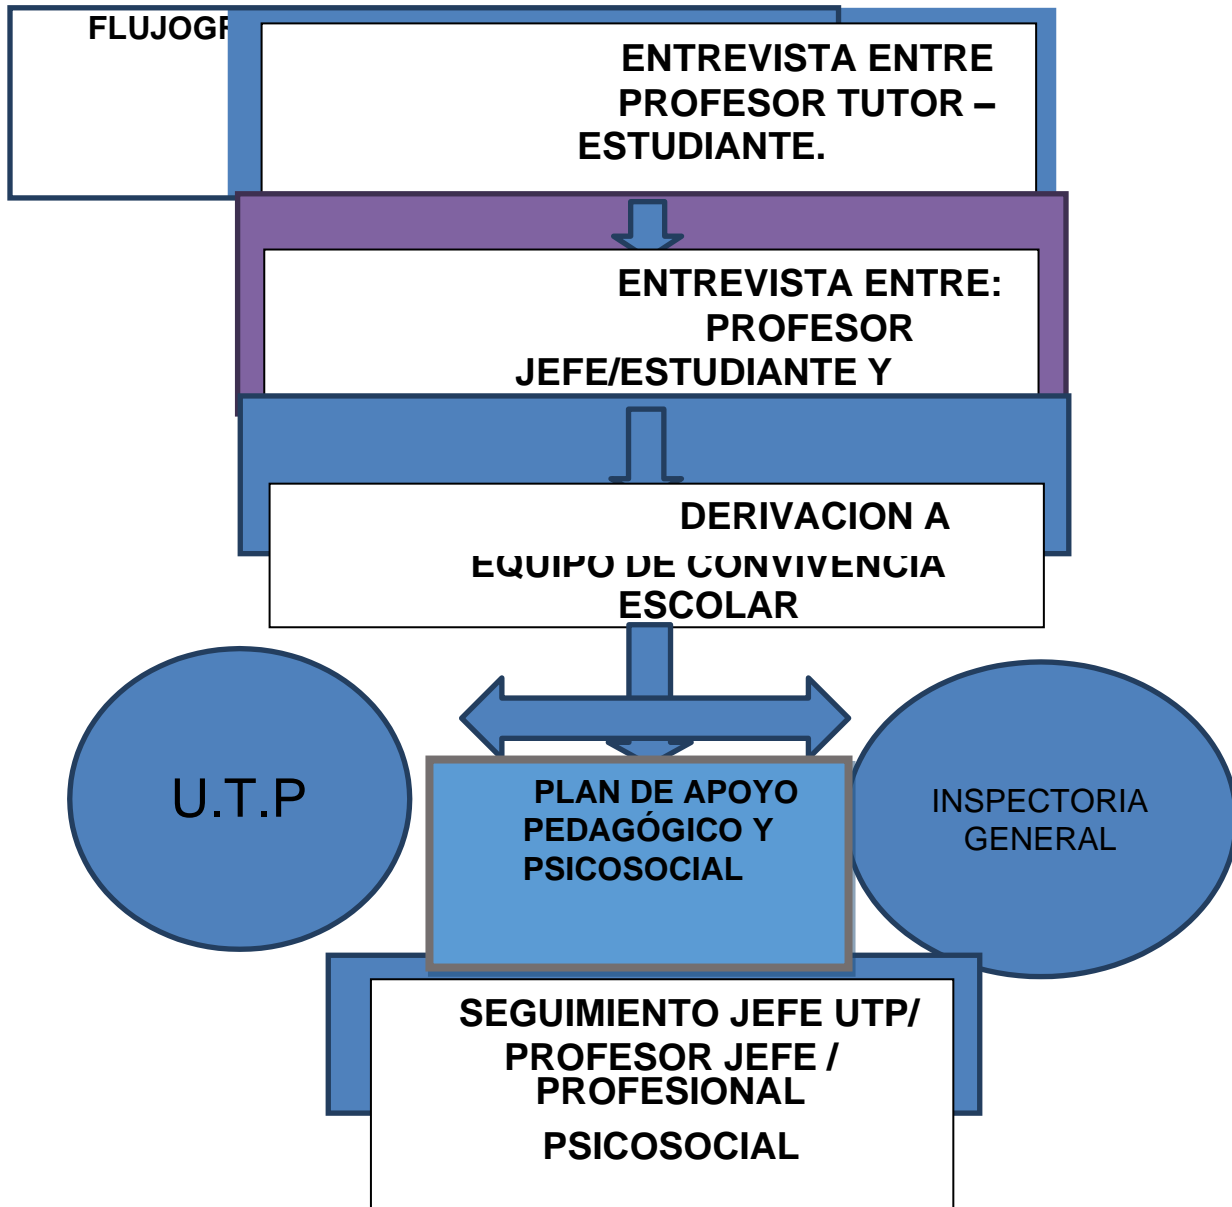 FLUJOGR
ENTREVISTA ENTRE
PROFESOR TUTOR –
ESTUDIANTE.
ENTREVISTA ENTRE:
PROFESOR
JEFE/ESTUDIANTE Y
DERIVACION A
EQUIPO DE CONVIVENCIA
ESCOLAR
U.T.P
PLAN DE APOYO
PEDAGÓGICO Y
PSICOSOCIAL
INSPECTORIA
GENERAL
SEGUIMIENTO JEFE UTP/
PROFESOR JEFE /
PROFESIONAL
PSICOSOCIAL